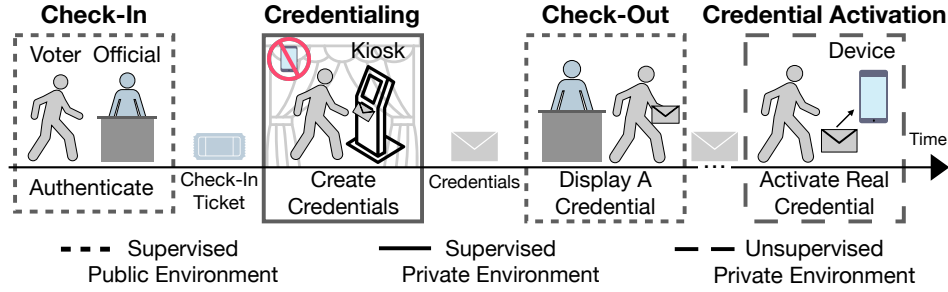 Check-In
Credentialing
Check-Out
Credential Activation
Voter Official
Kiosk
Device
Time
Authenticate
Check-In
Ticket
Create
Credentials
Credentials
Display A
Credential
Activate Real
Credential
Supervised
Public Environment
Supervised
Private Environment
Unsupervised
Private Environment